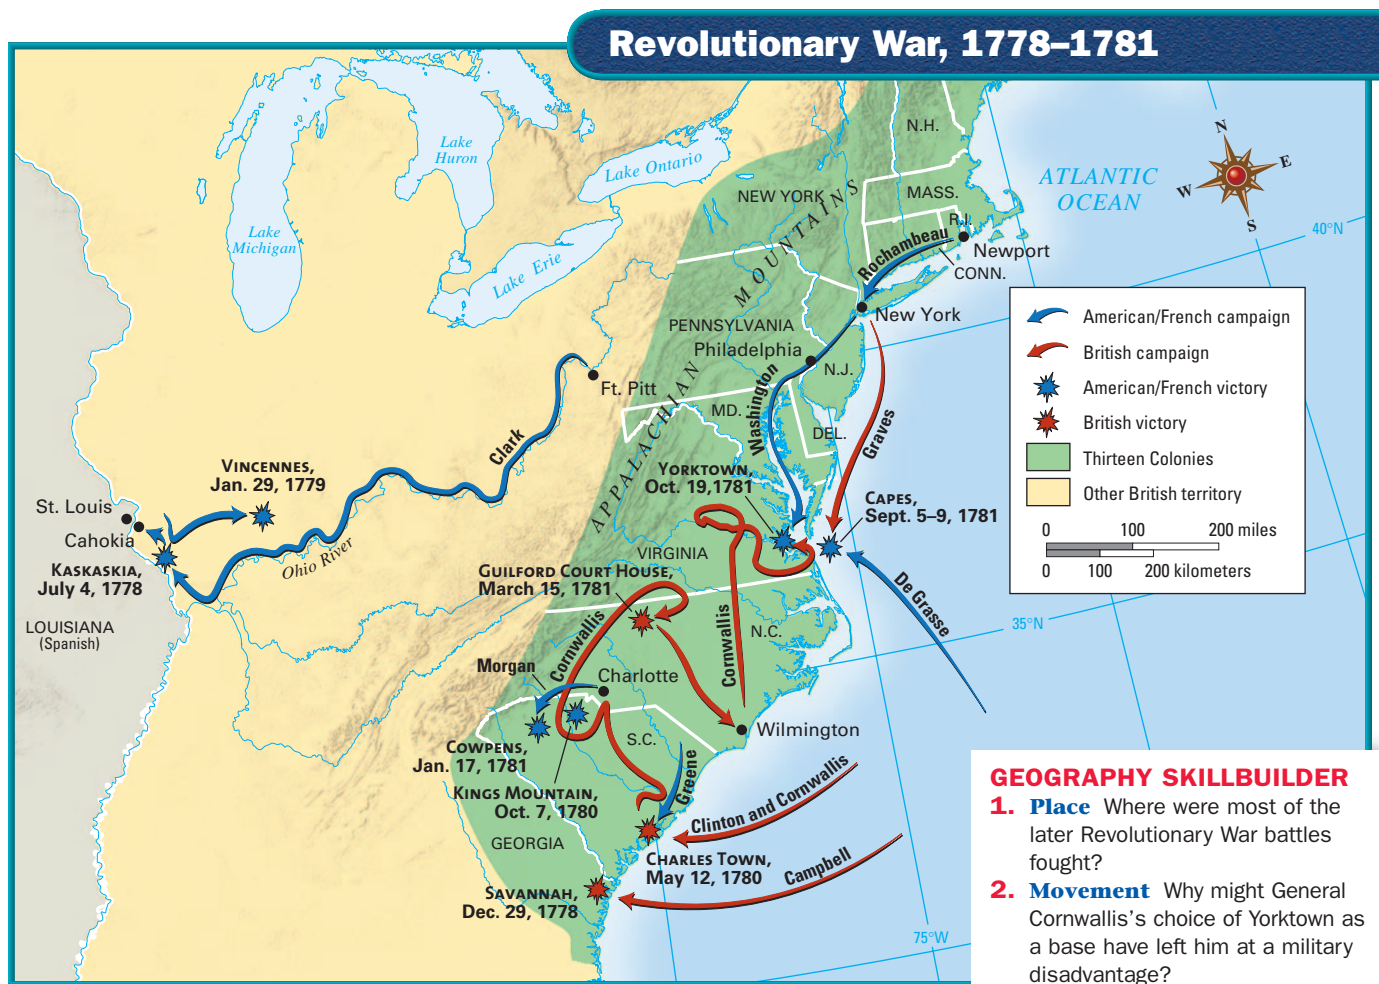 Revolutionary War, 1778–1781
N.H.
Lake
Huron
Lake Ontario
NEW YORK
MASS.
ATLANTIC
OCEAN
N
E
W
S
R.I.
40°N
Lake
Michigan
Lake Erie
Rochambeau
Newport
CONN.
APPALACHIAN MOUNTAINS
New York
PENNSYLVANIA
Philadelphia
N.J.
Ft. Pitt
MD.
Washington
DEL.
Graves
Clark
American/French campaign
British campaign
American/French victory
British victory
Thirteen Colonies
Other British territory
0 100 200 miles
0 100 200 kilometers
VINCENNES,
Jan. 29, 1779
YORKTOWN,
Oct. 19,1781
CAPES,
Sept. 5–9, 1781
St. Louis
Cahokia
KASKASKIA,
July 4, 1778
Ohio River
VIRGINIA
GUILFORD COURT HOUSE,
March 15, 1781
De Grasse
LOUISIANA
(Spanish)
35°N
Cornwallis
Cornwallis
N.C.
Morgan
Charlotte
Wilmington
S.C.
COWPENS,
Jan. 17, 1781
KINGS MOUNTAIN,
Oct. 7, 1780
Greene
Clinton and Cornwallis
GEORGIA
CHARLES TOWN,
May 12, 1780
Campbell
SAVANNAH,
Dec. 29, 1778
75°W
GEOGRAPHY SKILLBUILDER
1. Place Where were most of the
later Revolutionary War battles
fought?
2. Movement Why might General
Cornwallis's choice of Yorktown as
a base have left him at a military
disadvantage?